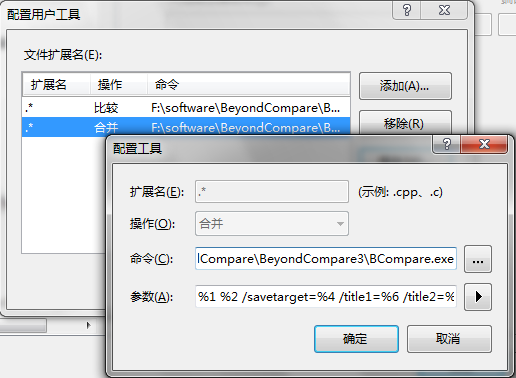 配置用户工具
文件扩展名(E):
扩展名 操作 命令
.* 比较 F:\software\BeyondCompare\B...
.* 合并 F:\software\BeyondCompare\B...
添加(A)...
移除(R)
配置工具
扩展名(E): .* (示例: .cpp、.c)
操作(O): 合并
命令(C): lCompare\BeyondCompare3\BCompare.exe ...
参数(A): %1 %2 /savetarget=%4 /title1=%6 /title2=%
确定 取消